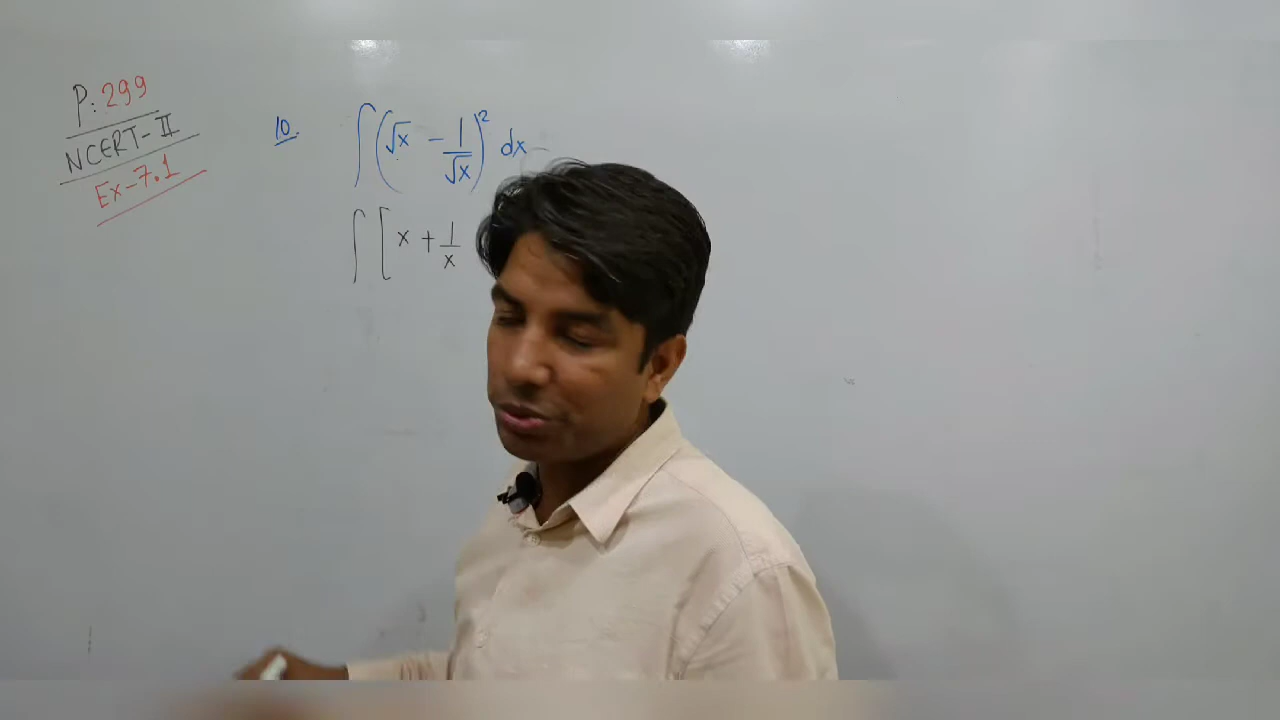 P: 299
NCERT-II
Ex-7.1
10. ∫(√x - 1/√x)² dx
∫[x + 1/x